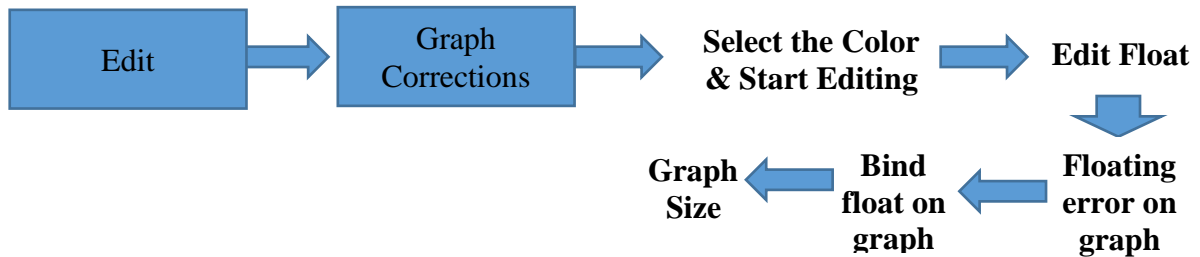 Edit
Graph
Corrections
Select the Color
& Start Editing
Edit Float
Floating
error on
graph
Bind
float on
graph
Graph
Size